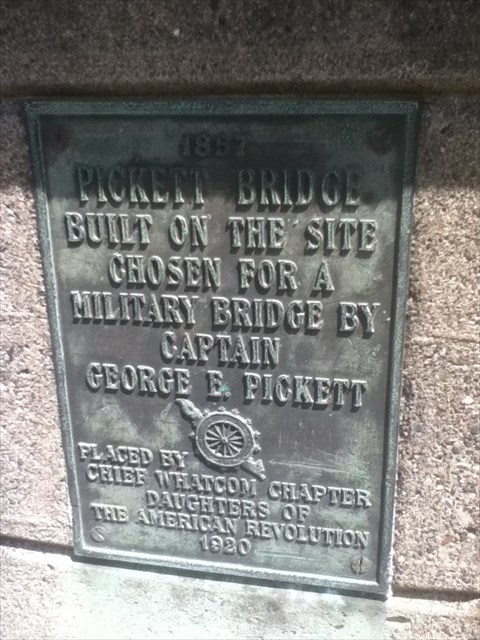 1857
PICKETT BRIDGE
BUILT ON THE SITE
CHOSEN FOR A
MILITARY BRIDGE BY
CAPTAIN
GEORGE E. PICKETT
PLACED BY
CHIEF WHATCOM CHAPTER
DAUGHTERS OF
THE AMERICAN REVOLUTION
1920